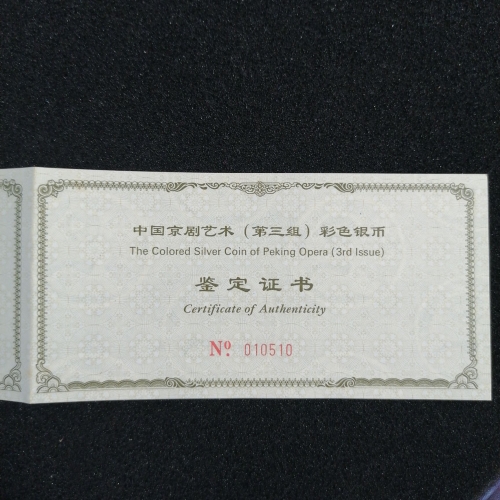 中国京剧艺术（第三组）彩色银币
The Colored Silver Coin of Peking Opera (3rd Issue)
鉴定证书
Certificate of Authenticity
Nº. 010510